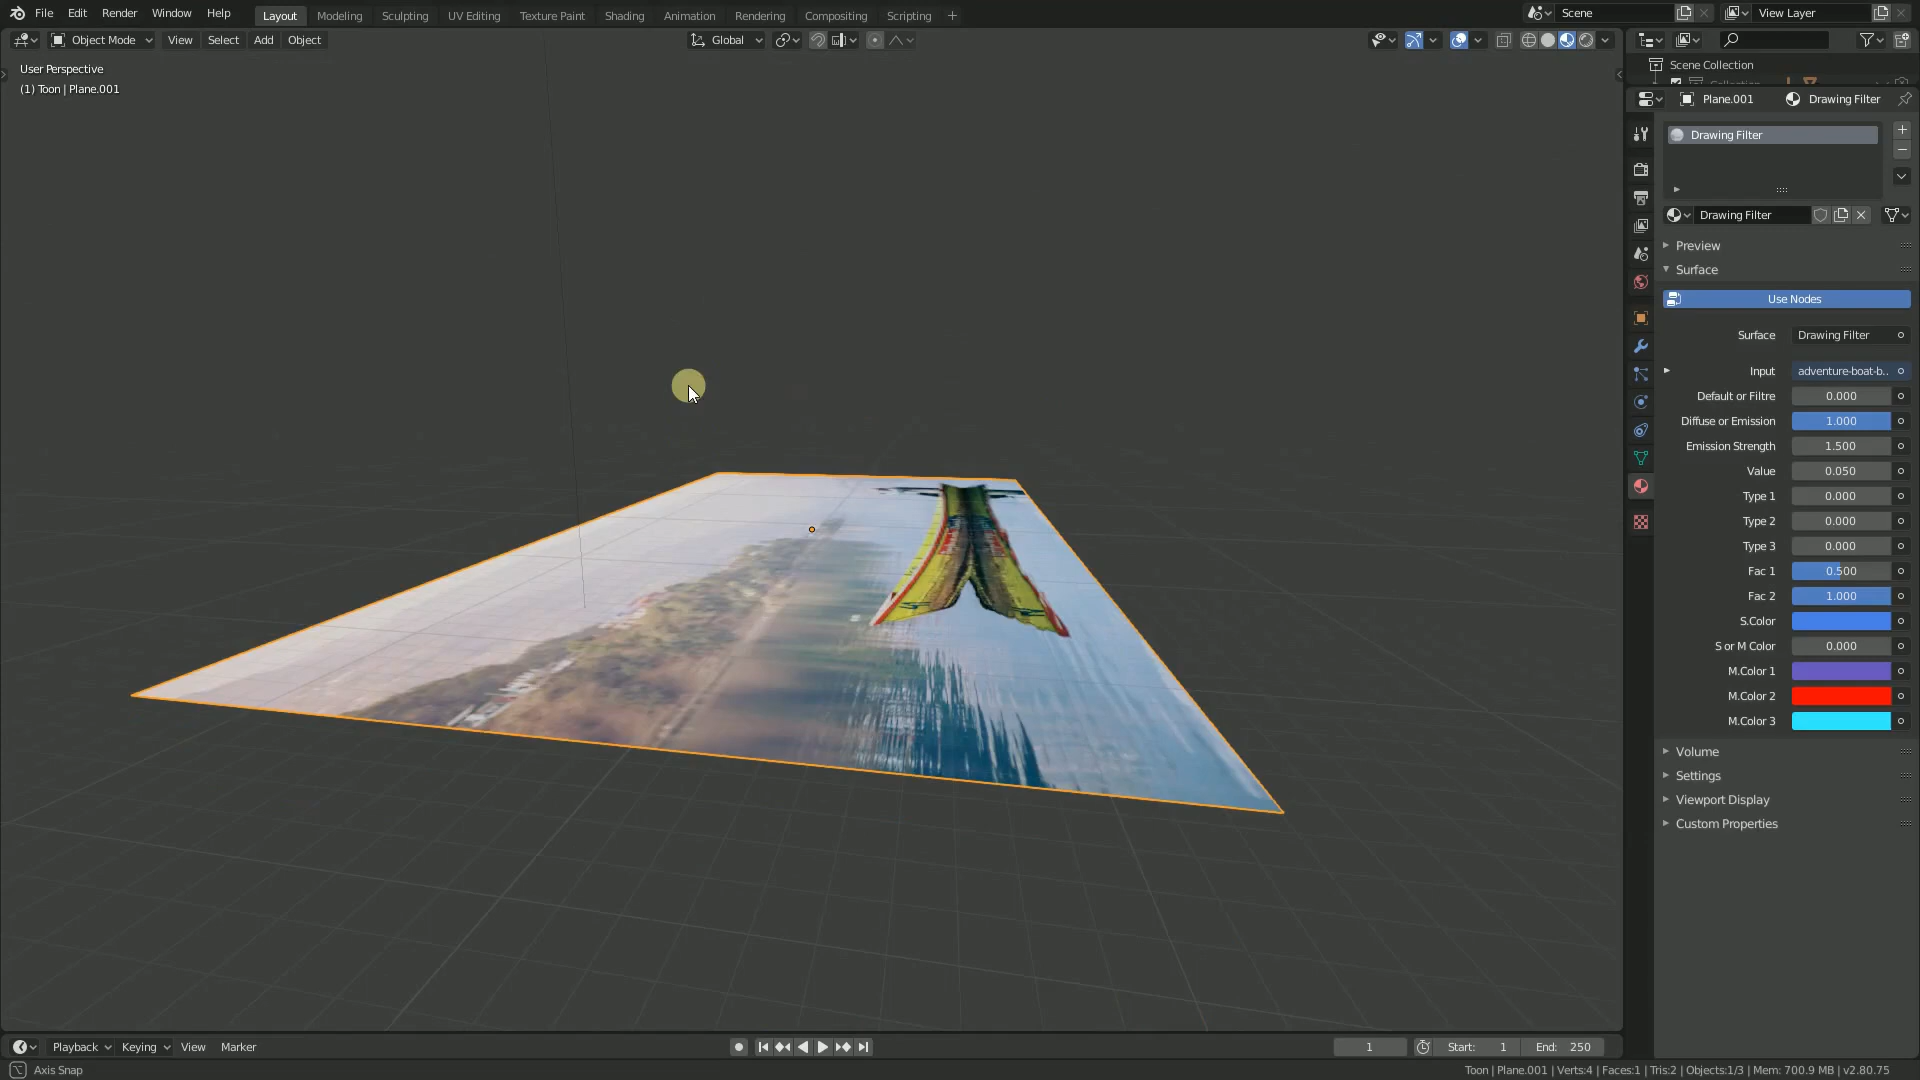 File Edit Render Window Help Layout Modeling Sculpting UV Editing Texture Paint Shading Animation Rendering Compositing Scripting + Scene View Layer
Object Mode View Select Add Object Global
User Perspective
(1) Toon | Plane.001
Scene Collection
Plane.001 Drawing Filter
Drawing Filter
Drawing Filter
Preview
Surface
Use Nodes
Surface Drawing Filter
Input adventure-boat-b..
Default or Filtre 0.000
Diffuse or Emission 1.000
Emission Strength 1.500
Value 0.050
Type 1 0.000
Type 2 0.000
Type 3 0.000
Fac 1 0.500
Fac 2 1.000
S.Color
S or M Color 0.000
M.Color 1
M.Color 2
M.Color 3
Volume
Settings
Viewport Display
Custom Properties
Playback Keying View Marker 1 Start: 1 End: 250
Axis Snap Toon | Plane.001 | Verts:4 | Faces:1 | Tris:2 | Objects:1/3 | Mem: 700.9 MB | v2.80.75